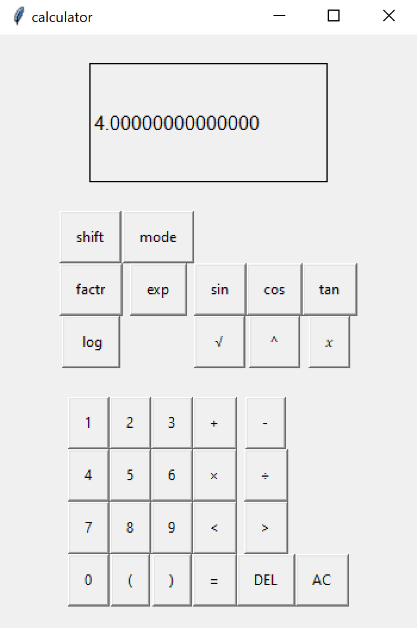 calculator
4.00000000000000
shift mode
factr exp sin cos tan
log √ ^ x
1 2 3 + -
4 5 6 × ÷
7 8 9 < >
0 ( ) = DEL AC